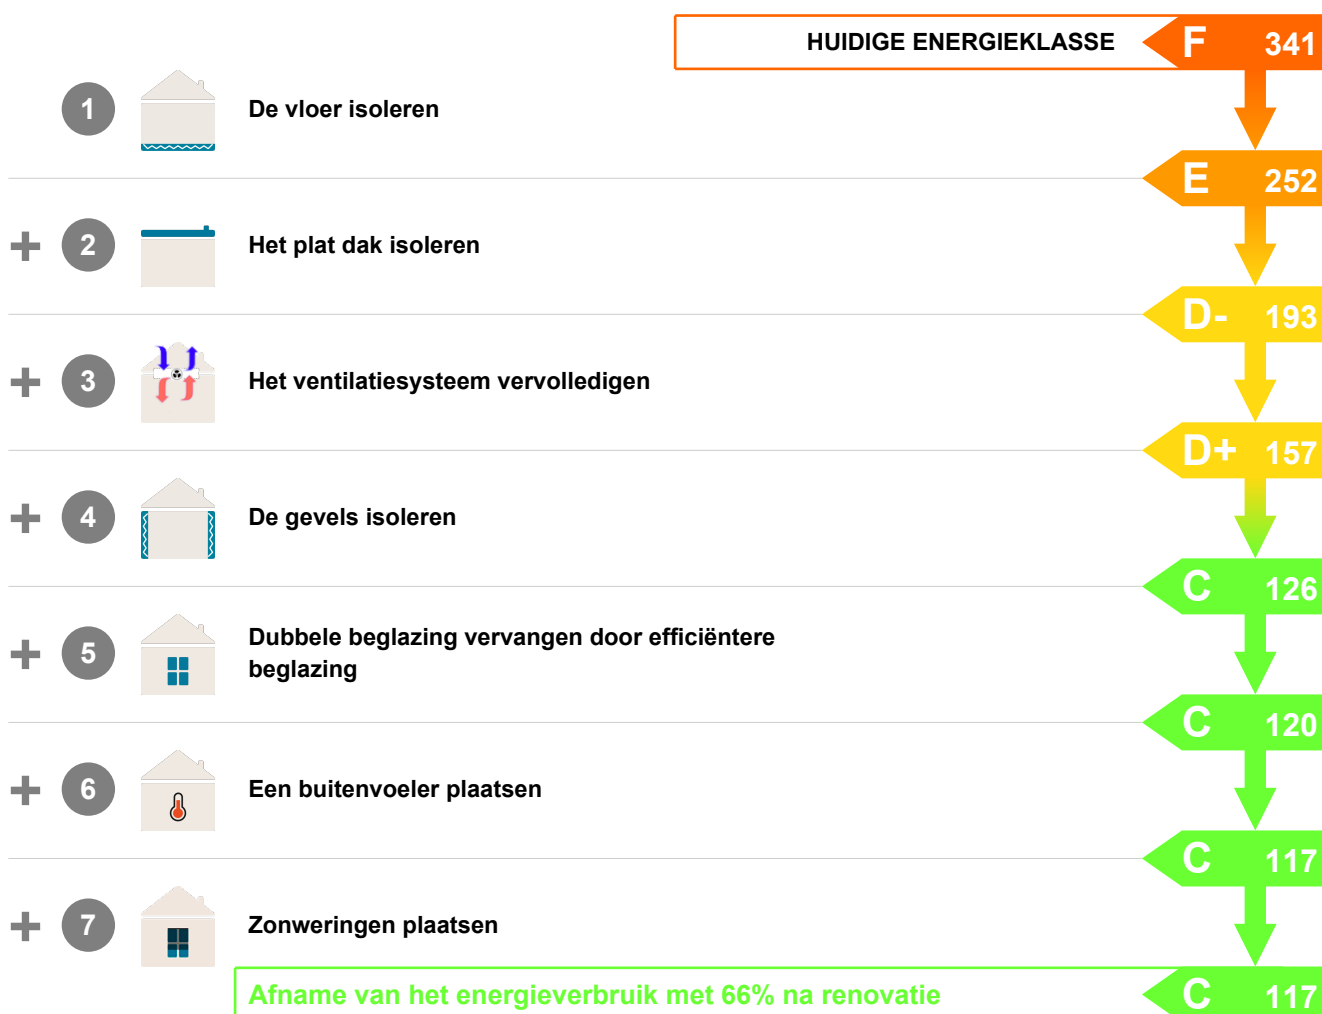 HUIDIGE ENERGIEKLASSE F 341
1 De vloer isoleren
E 252
+ 2 Het plat dak isoleren
D- 193
+ 3 Het ventilatiesysteem vervolledigen
D+ 157
+ 4 De gevels isoleren
C 126
+ 5 Dubbele beglazing vervangen door efficiëntere
beglazing
C 120
+ 6 Een buitenvoeler plaatsen
C 117
+ 7 Zonweringen plaatsen
Afname van het energieverbruik met 66% na renovatie C 117